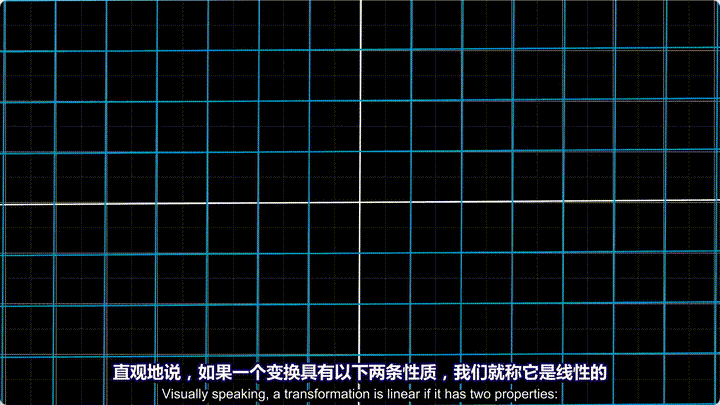 直观地说，如果一个变换具有以下两条性质，我们就称它是线性的
Visually speaking, a transformation is linear if it has two properties: